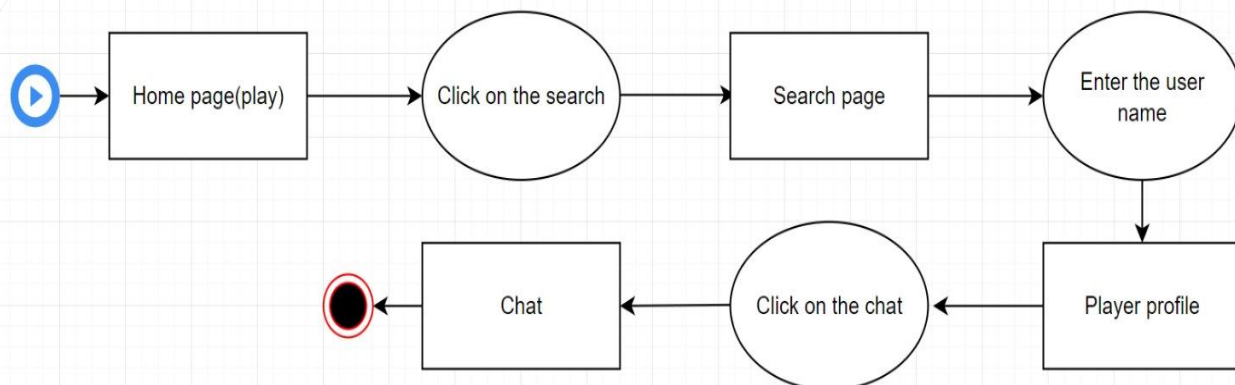 Home page(play)
Click on the search
Search page
Enter the user
name
Player profile
Click on the chat
Chat